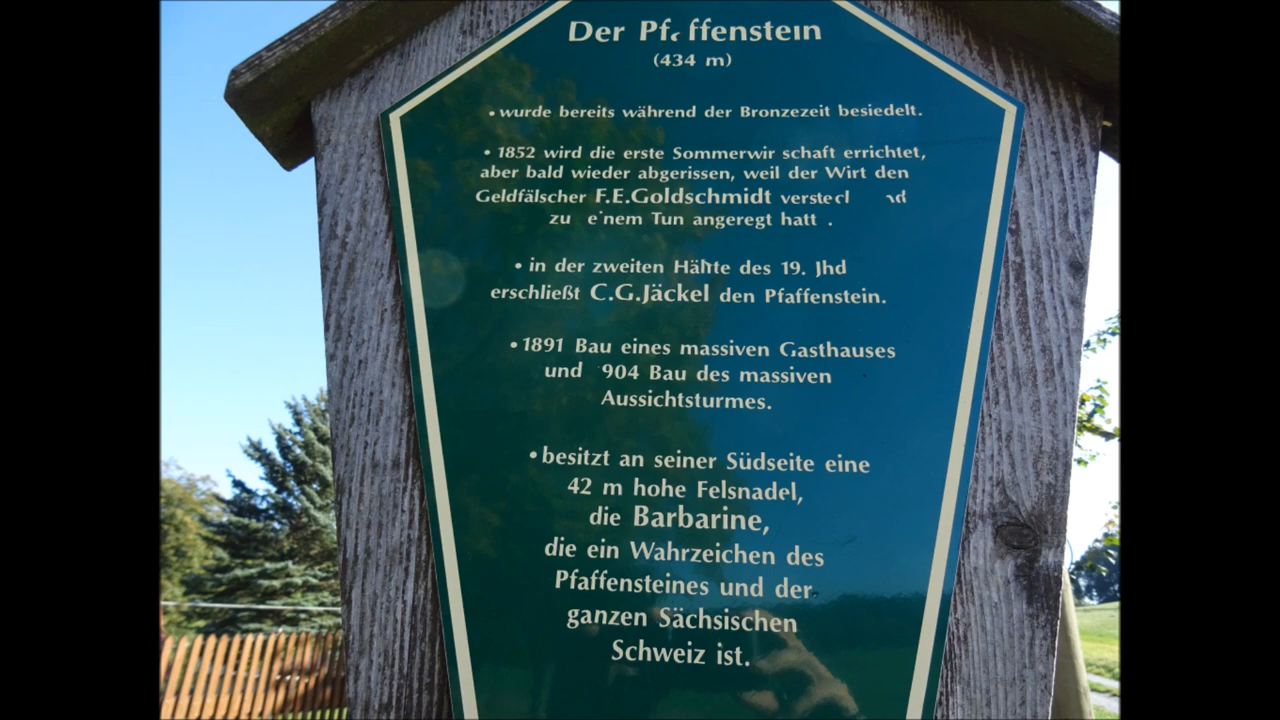 Der Pfaffenstein
(434 m)
• wurde bereits während der Bronzezeit besiedelt.
• 1852 wird die erste Sommerwirtschaft errichtet,
aber bald wieder abgerissen, weil der Wirt den
Geldfälscher F.E.Goldschmidt
zu Tun angeregt
• in der zweiten Hälfte des 19. Jhd
erschließt C.G.Jäckel den Pfaffenstein.
• 1891 Bau eines massiven Gasthauses
und 904 Bau des massiven
Aussichtsturmes.
• besitzt an seiner Südseite eine
42 m hohe Felsnadel,
die Barbarine,
die ein Wahrzeichen des
Pfaffensteines und der
ganzen Sächsischen
Schweiz ist.